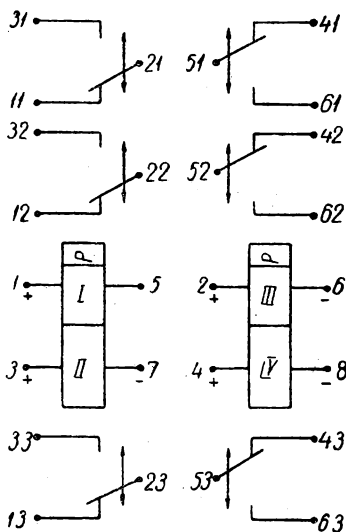 31 41
21 51
11 61
32 42
22 52
12 62
P P
1 I 5 2 III 6
+ + -
3 II 7 4 IV 8
+ - + -
33 43
23 53
13 63